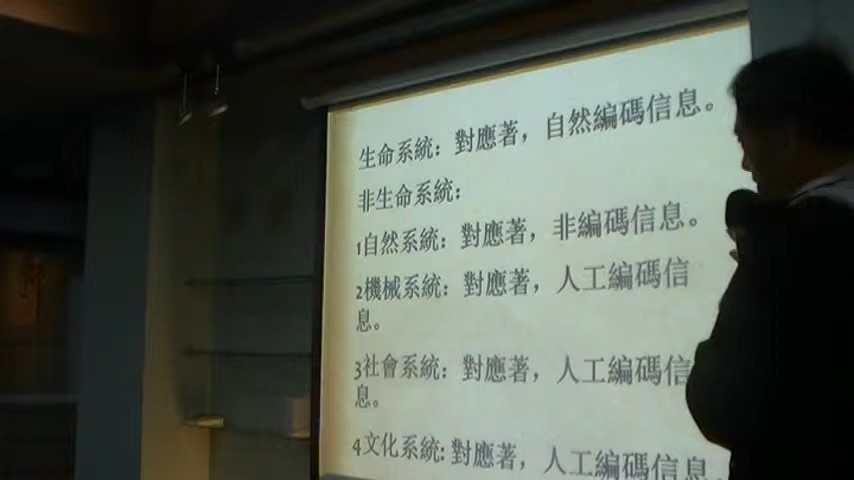 生命系統：對應著，自然編碼信息。
非生命系統：
1自然系統：對應著，非編碼信息。
2機械系統：對應著，人工編碼信
息。
3社會系統：對應著，人工編碼信
息。
4文化系統：對應著，人工編碼信息。